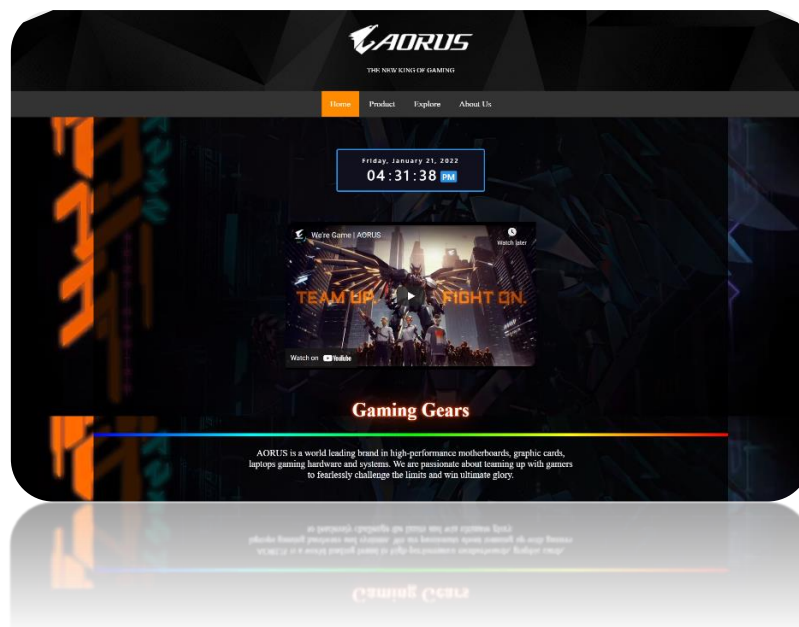 AORUS
THE NEW KING OF GAMING
Home Product Explore About Us
Friday, January 21, 2022
04:31:38 PM
We're Game | AORUS
Watch later
TEAM UP. FIGHT ON.
Watch on YouTube
Gaming Gears
AORUS is a world leading brand in high-performance motherboards, graphic cards,
laptops gaming hardware and systems. We are passionate about teaming up with gamers
to fearlessly challenge the limits and win ultimate glory.